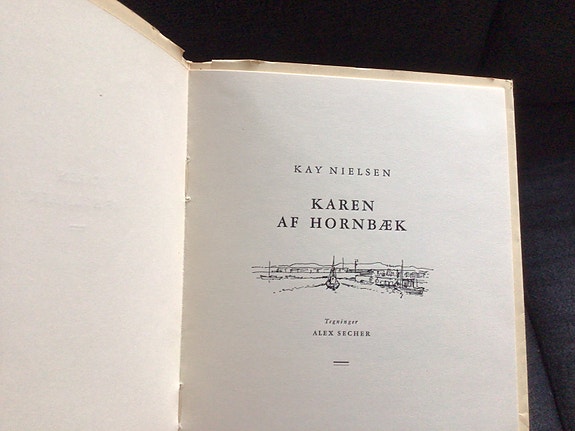 KAY NIELSEN
KAREN
AF HORNBÆK
Tegninger
ALEX SECHER